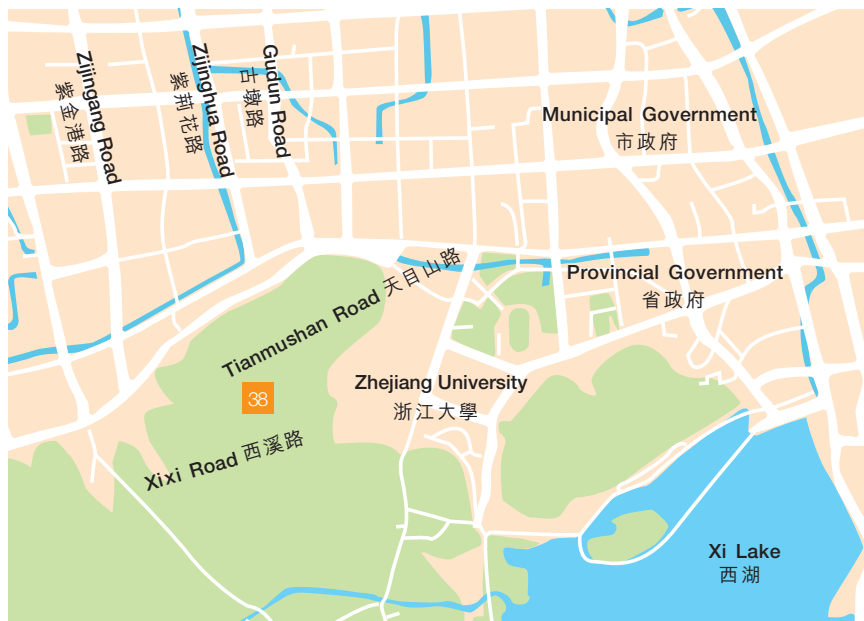 Zijingang Road
紫金港路
Zijinghua Road
紫荊花路
Gudun Road
古墩路
Municipal Government
市政府
Tianmushan Road 天目山路
Provincial Government
省政府
Zhejiang University
浙江大學
38
Xixi Road 西溪路
Xi Lake
西湖